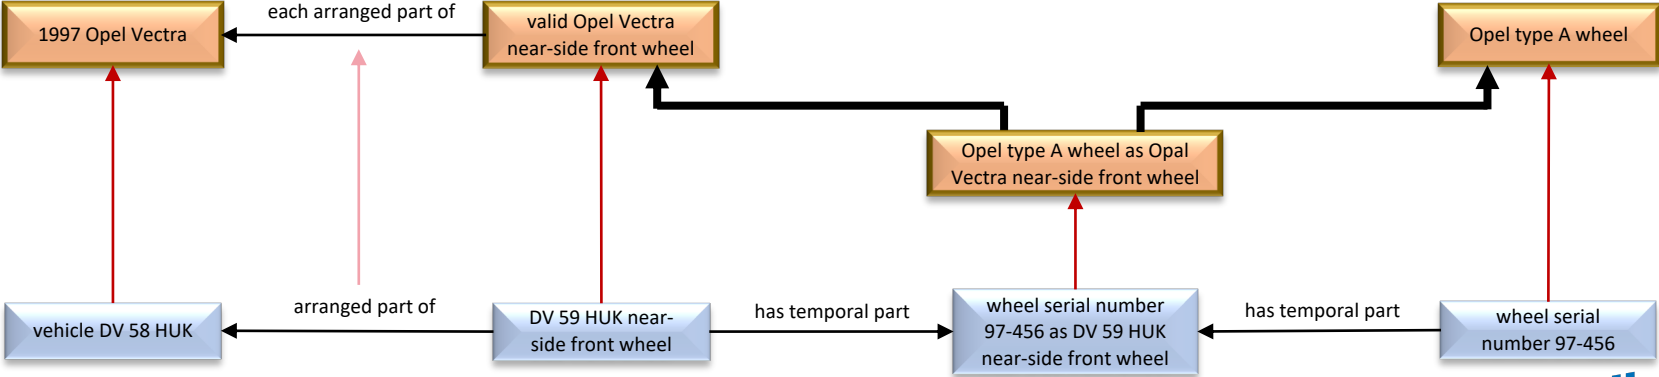 each arranged part of
1997 Opel Vectra
valid Opel Vectra
near-side front wheel
Opel type A wheel
Opel type A wheel as Opal
Vectra near-side front wheel
arranged part of
vehicle DV 58 HUK
DV 59 HUK near-
side front wheel
has temporal part
wheel serial number
97-456 as DV 59 HUK
near-side front wheel
has temporal part
wheel serial
number 97-456